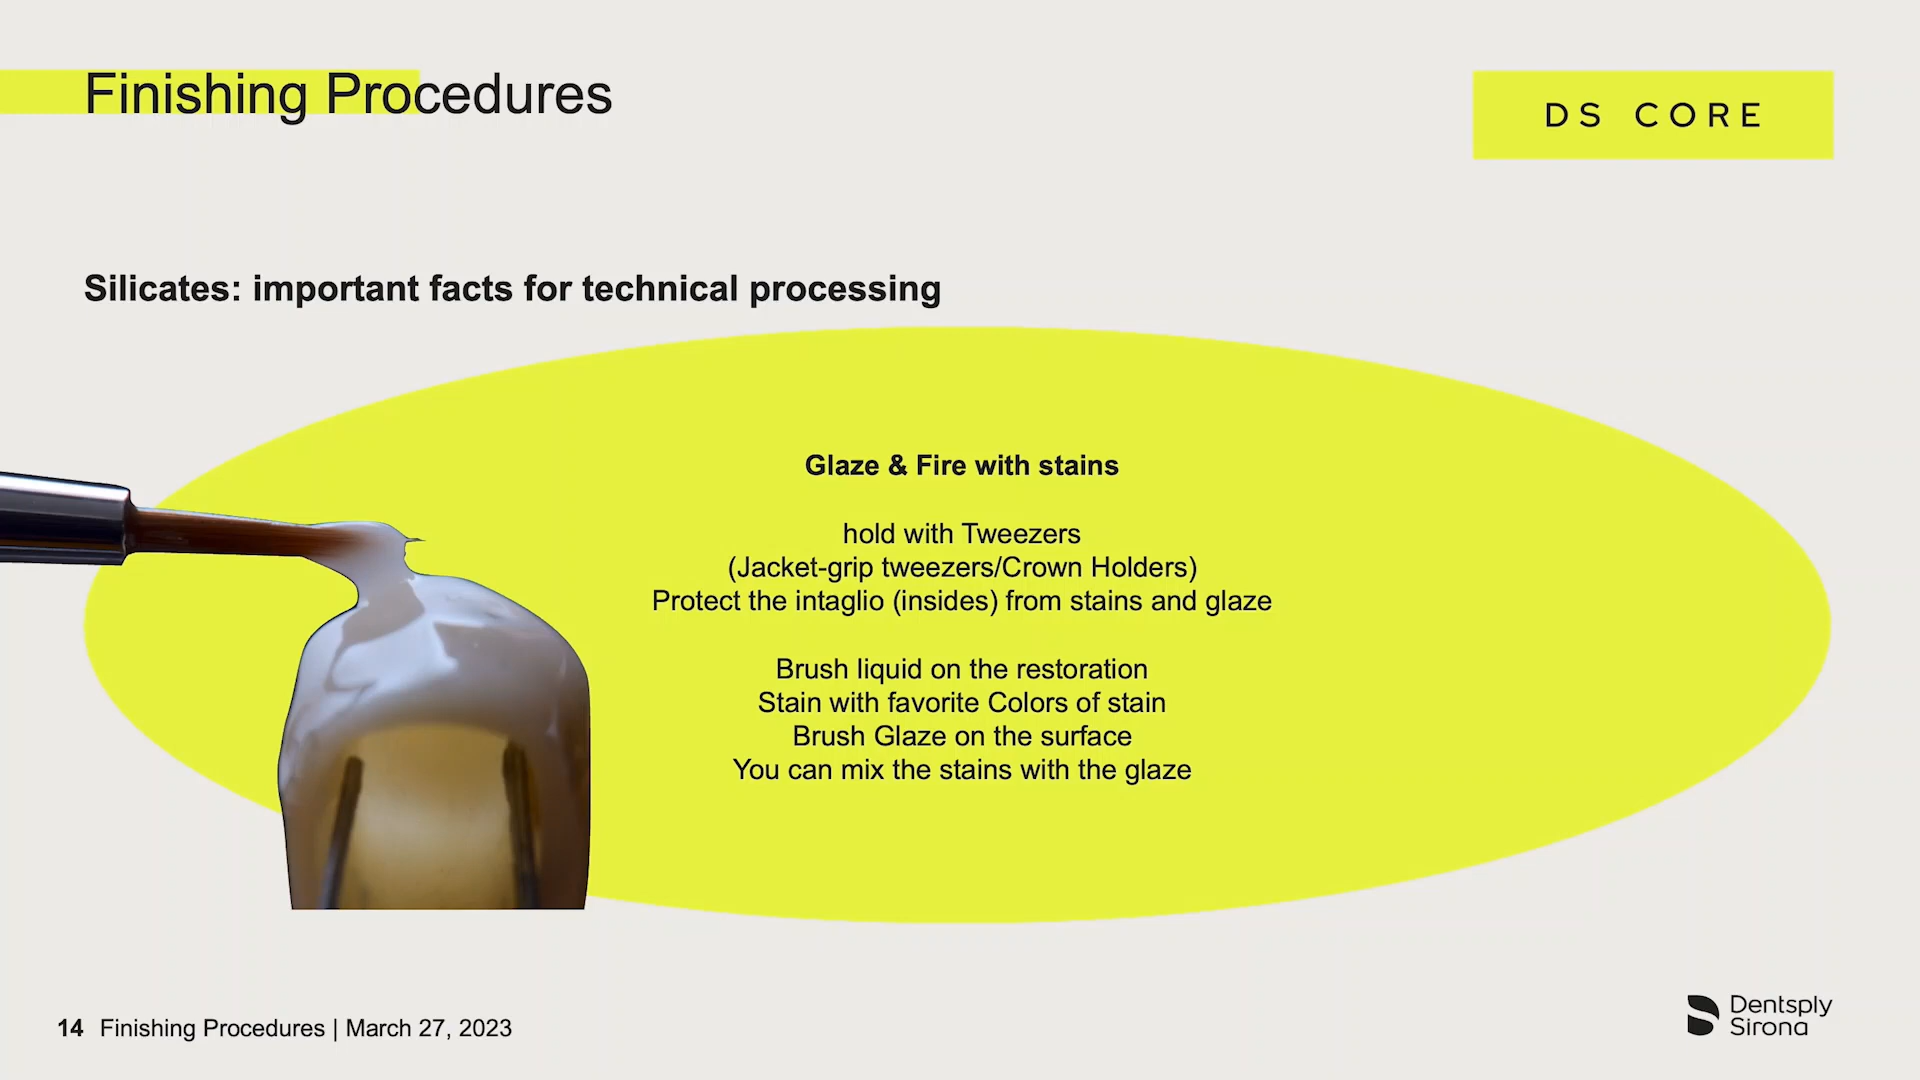 Finishing Procedures
DS CORE
Silicates: important facts for technical processing
Glaze & Fire with stains
hold with Tweezers
(Jacket-grip tweezers/Crown Holders)
Protect the intaglio (insides) from stains and glaze
Brush liquid on the restoration
Stain with favorite Colors of stain
Brush Glaze on the surface
You can mix the stains with the glaze
14 Finishing Procedures | March 27, 2023
Dentsply
Sirona